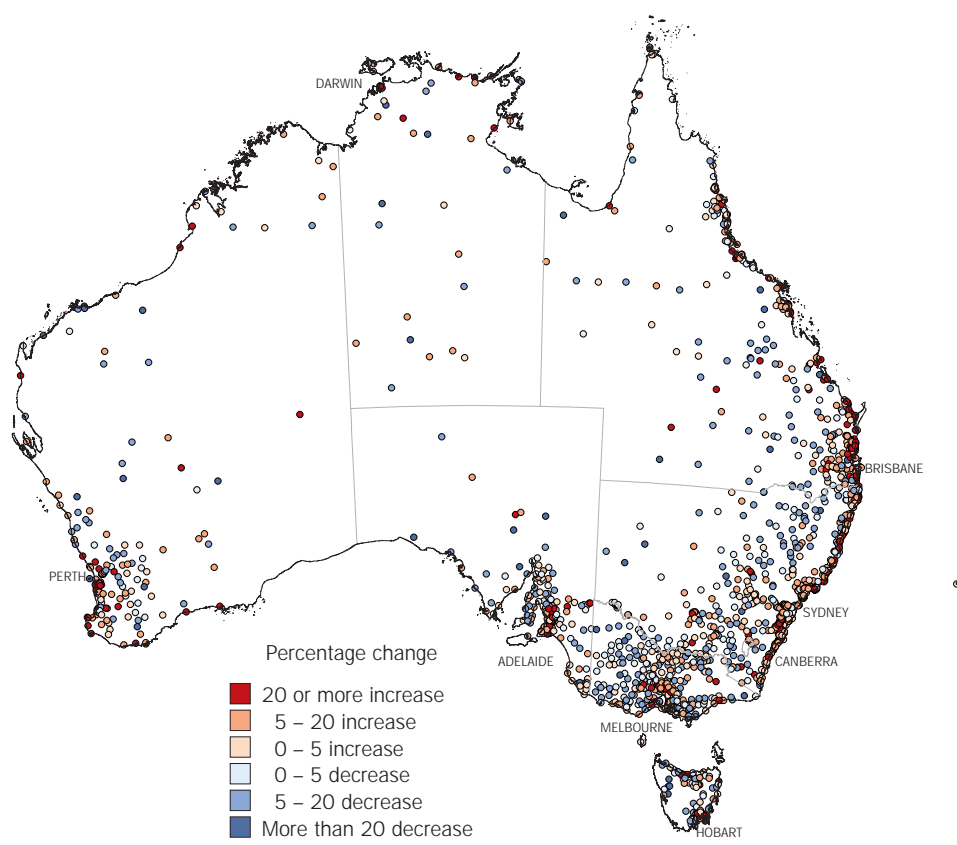 DARWIN
BRISBANE
PERTH
SYDNEY
ADELAIDE
CANBERRA
MELBOURNE
HOBART
Percentage change
20 or more increase
5 – 20 increase
0 – 5 increase
0 – 5 decrease
5 – 20 decrease
More than 20 decrease